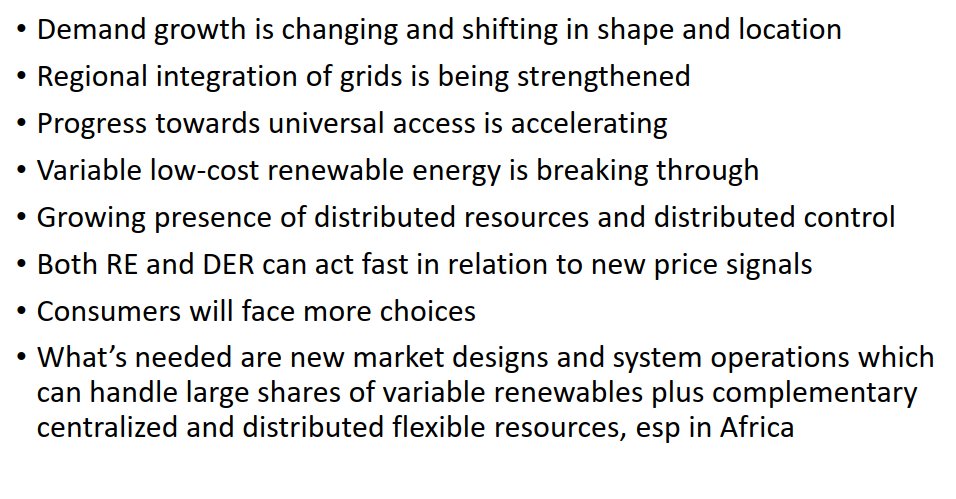 • Demand growth is changing and shifting in shape and location
• Regional integration of grids is being strengthened
• Progress towards universal access is accelerating
• Variable low-cost renewable energy is breaking through
• Growing presence of distributed resources and distributed control
• Both RE and DER can act fast in relation to new price signals
• Consumers will face more choices
• What’s needed are new market designs and system operations which
can handle large shares of variable renewables plus complementary
centralized and distributed flexible resources, esp in Africa